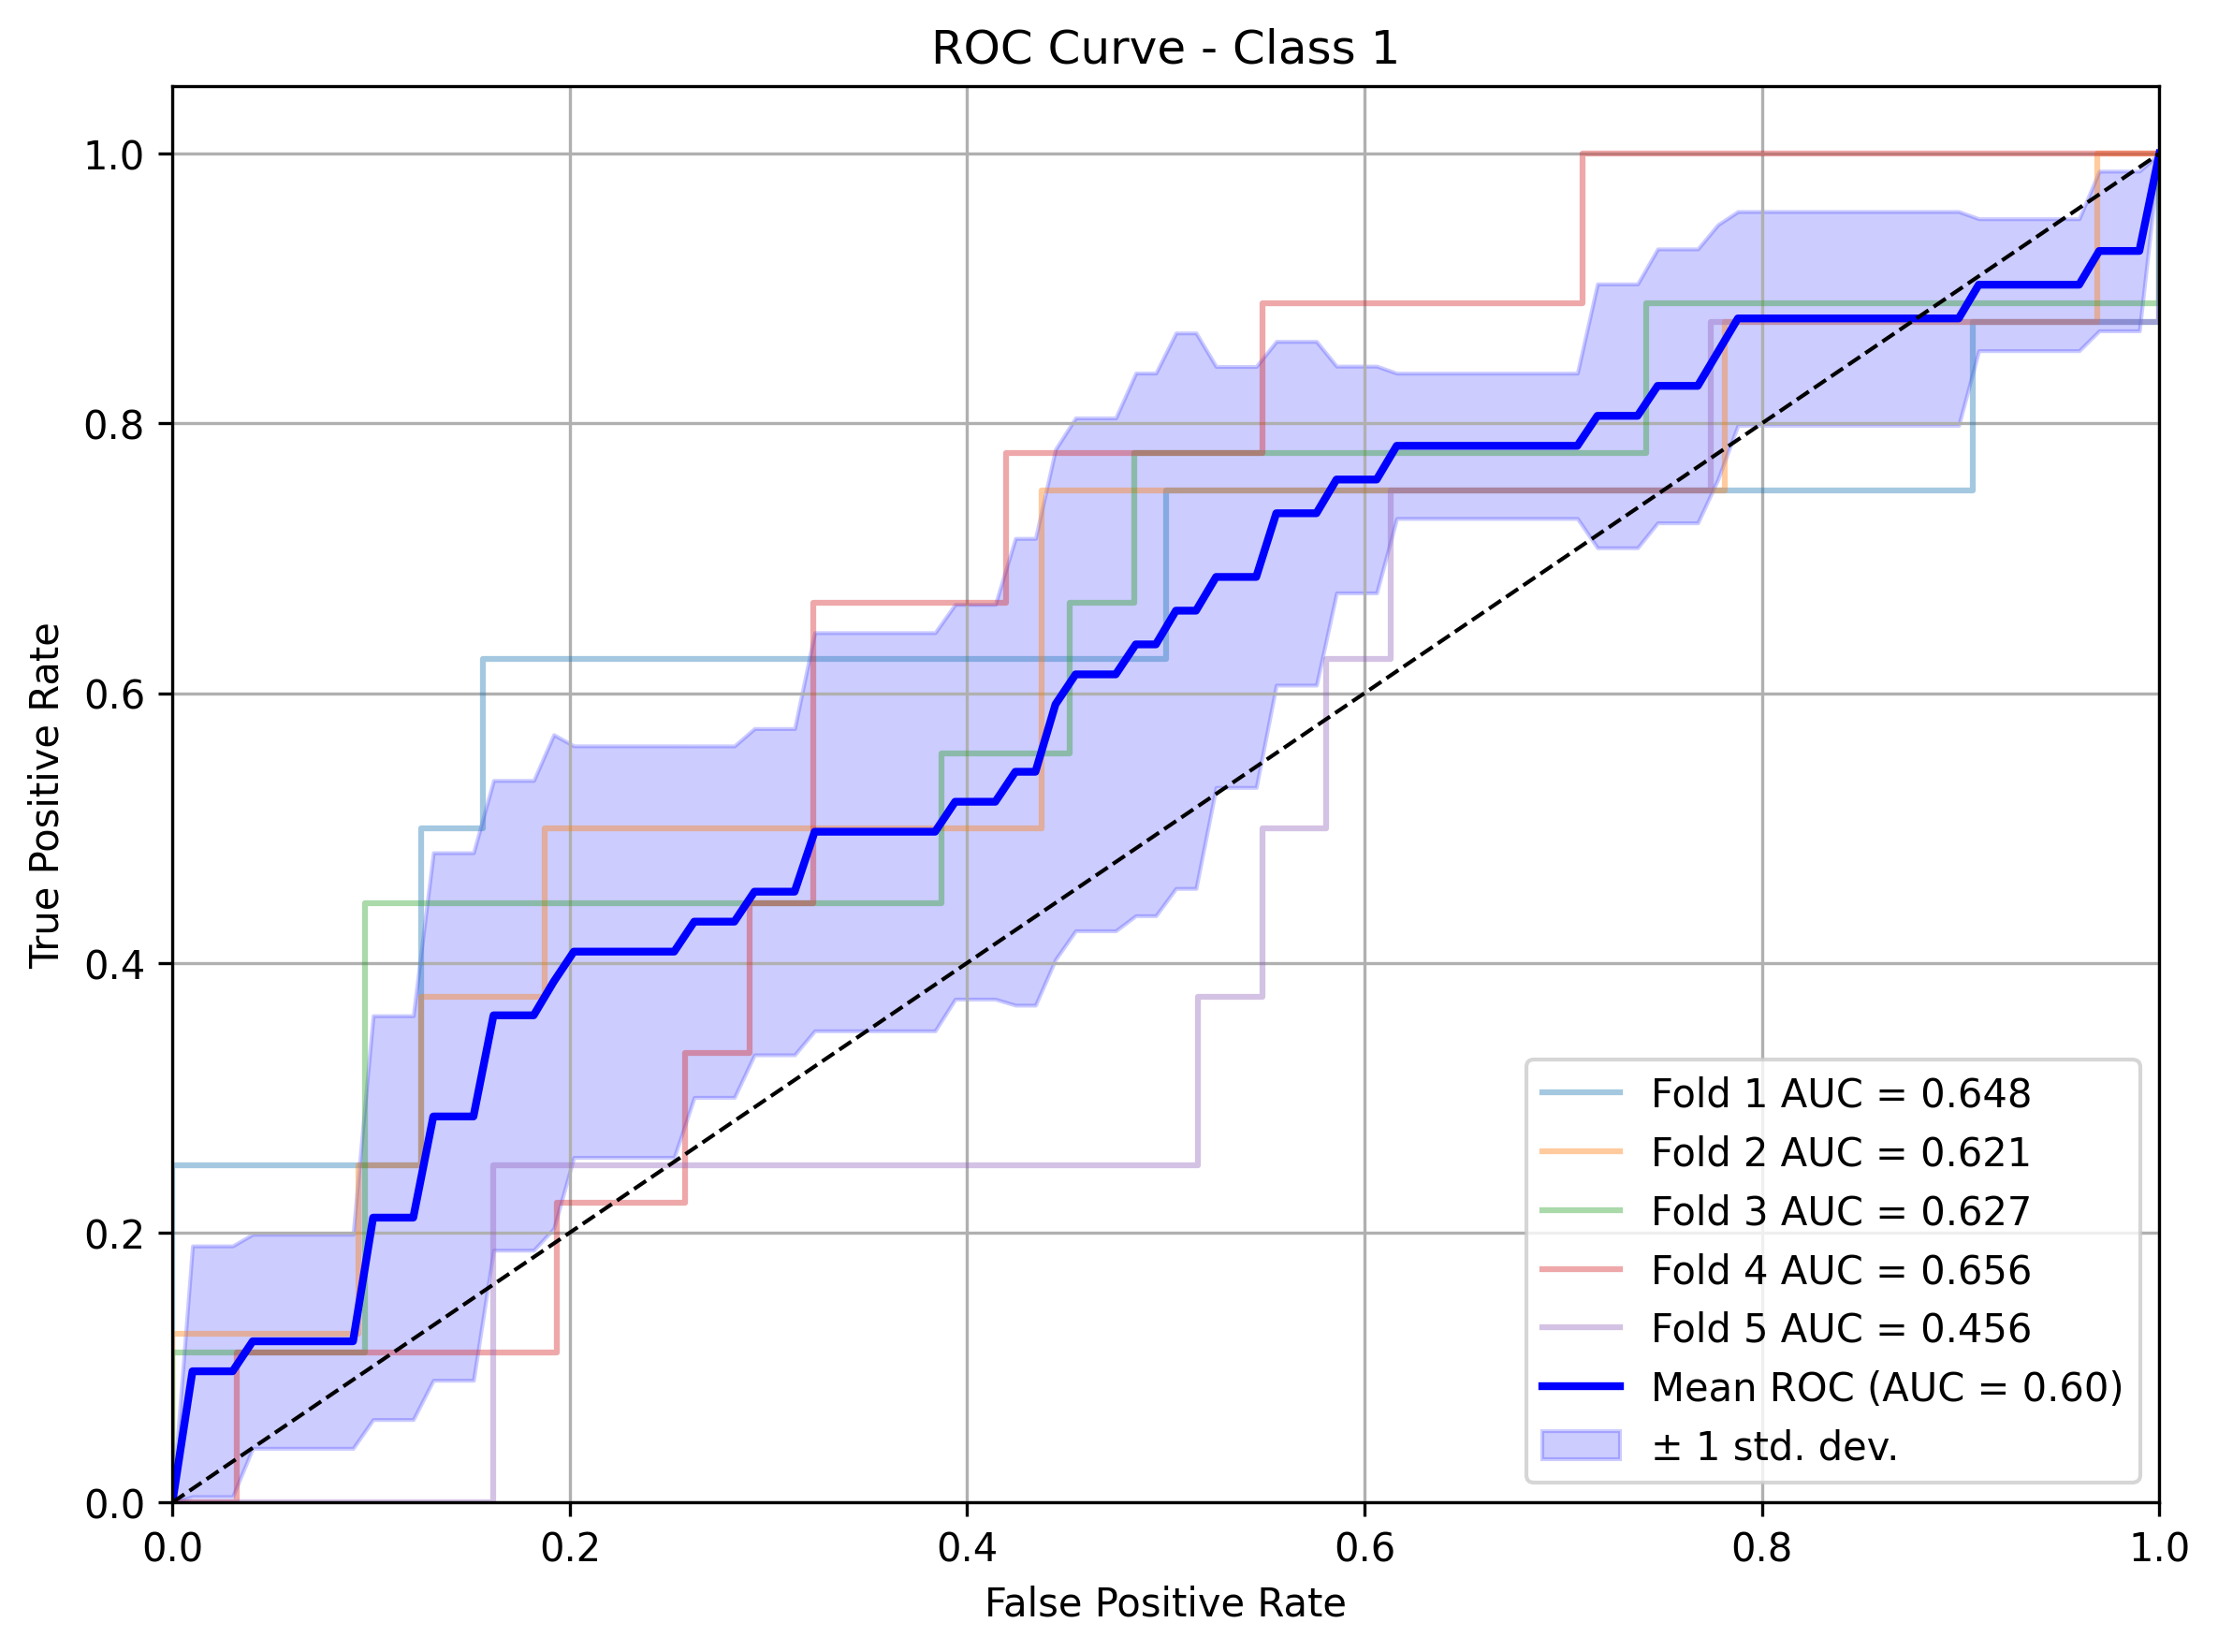 ROC Curve - Class 1
True Positive Rate
1.0
0.8
0.6
0.4
0.2
0.0
0.0 0.2 0.4 0.6 0.8 1.0
False Positive Rate
Fold 1 AUC = 0.648
Fold 2 AUC = 0.621
Fold 3 AUC = 0.627
Fold 4 AUC = 0.656
Fold 5 AUC = 0.456
Mean ROC (AUC = 0.60)
± 1 std. dev.